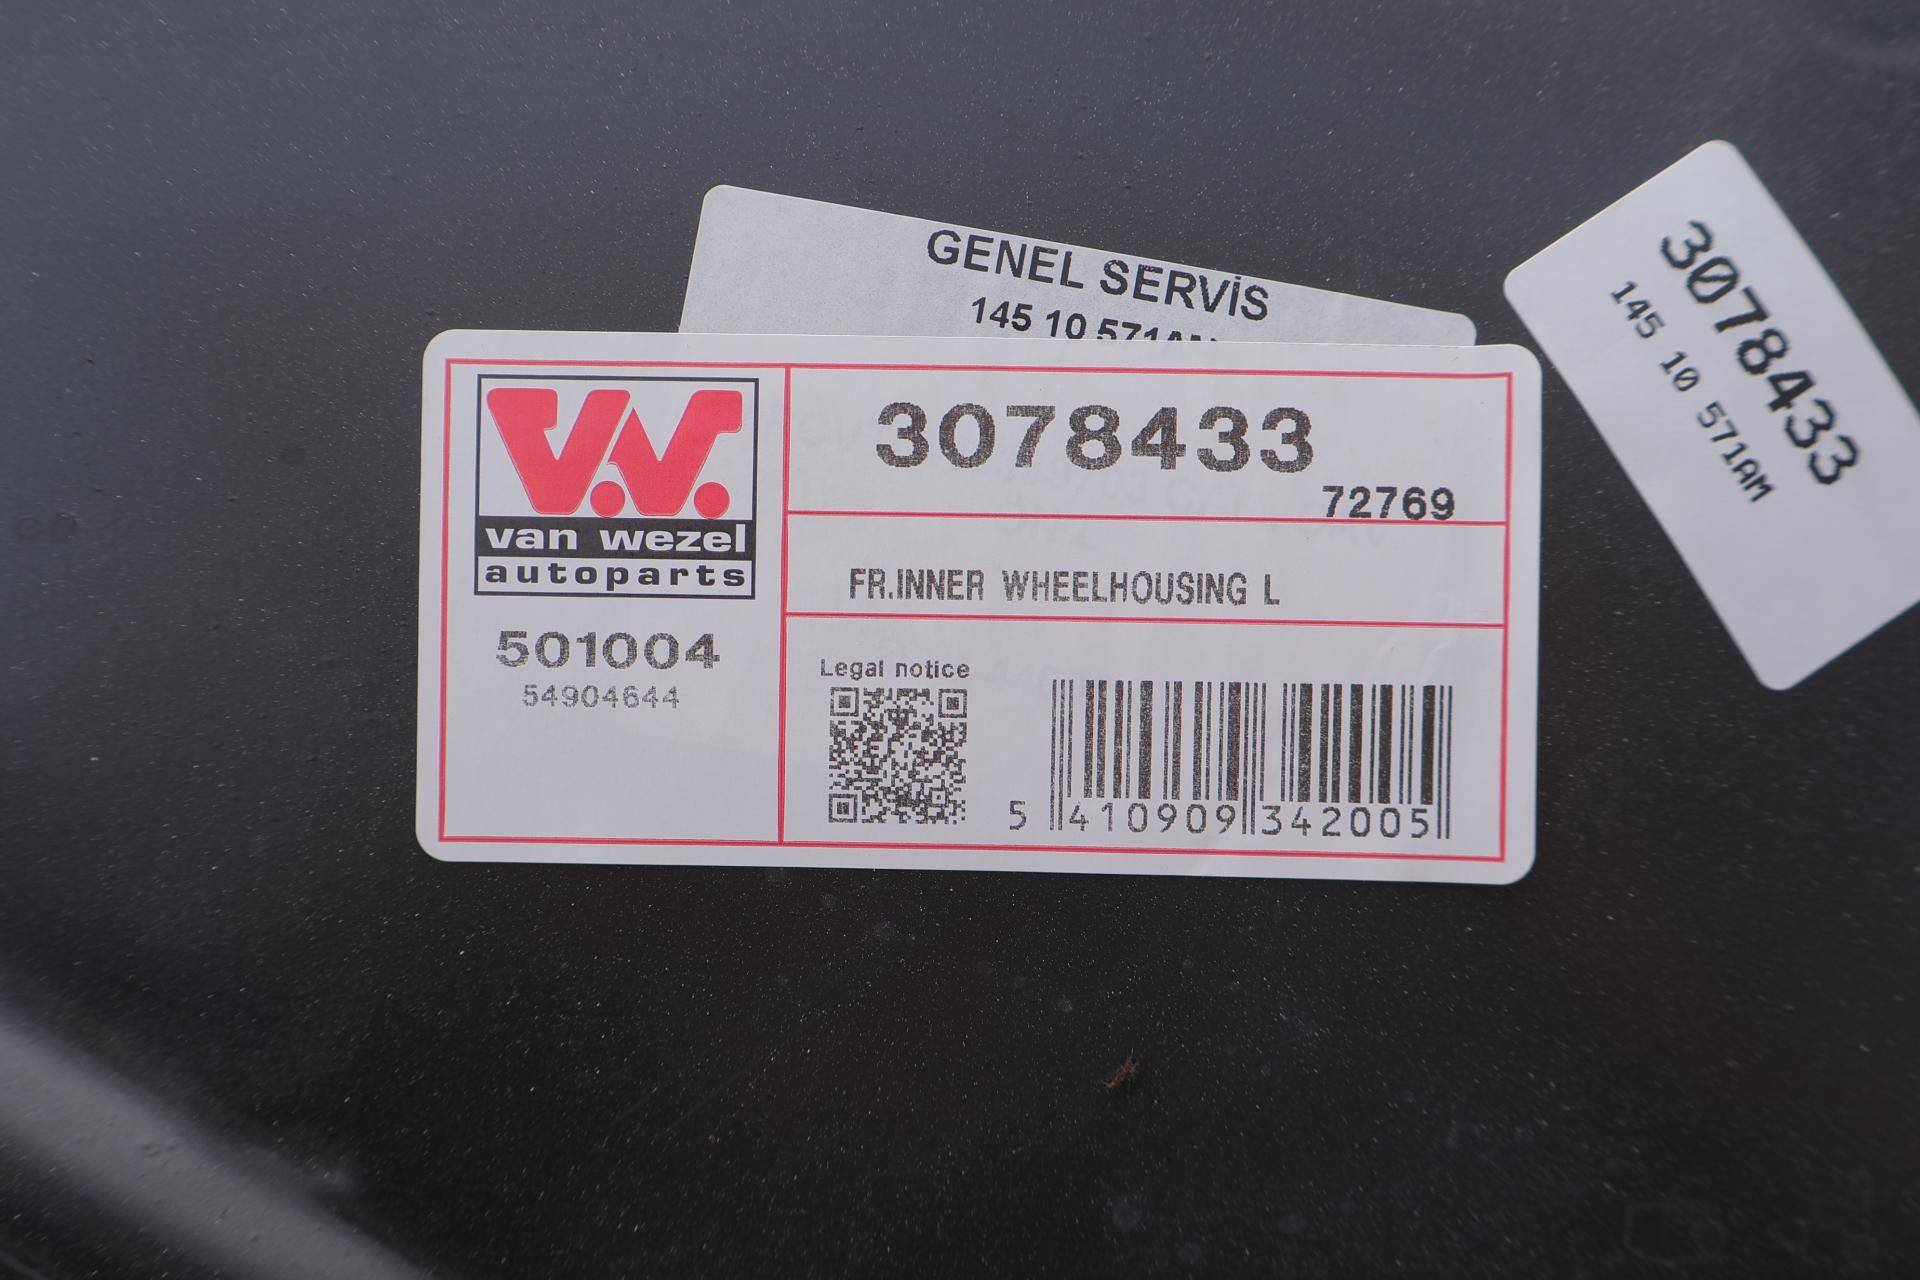 GENEL SERVİS
145 10 571AM
3078433
145 10 571AM
V.V.
van wezel
autoparts
501004
54904644
3078433
72769
FR.INNER WHEELHOUSING L
Legal notice
5 410909 342005